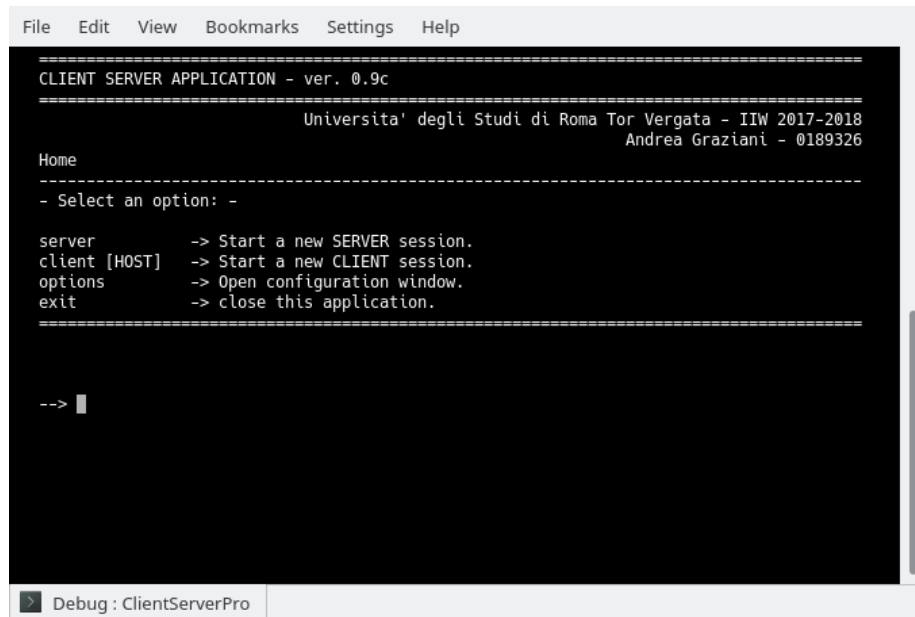 File Edit View Bookmarks Settings Help
================================================================================
CLIENT SERVER APPLICATION - ver. 0.9c
================================================================================
Universita' degli Studi di Roma Tor Vergata - IIW 2017-2018
Andrea Graziani - 0189326
Home
--------------------------------------------------------------------------------
- Select an option: -
server -> Start a new SERVER session.
client [HOST] -> Start a new CLIENT session.
options -> Open configuration window.
exit -> close this application.
================================================================================
-->
Debug : ClientServerPro